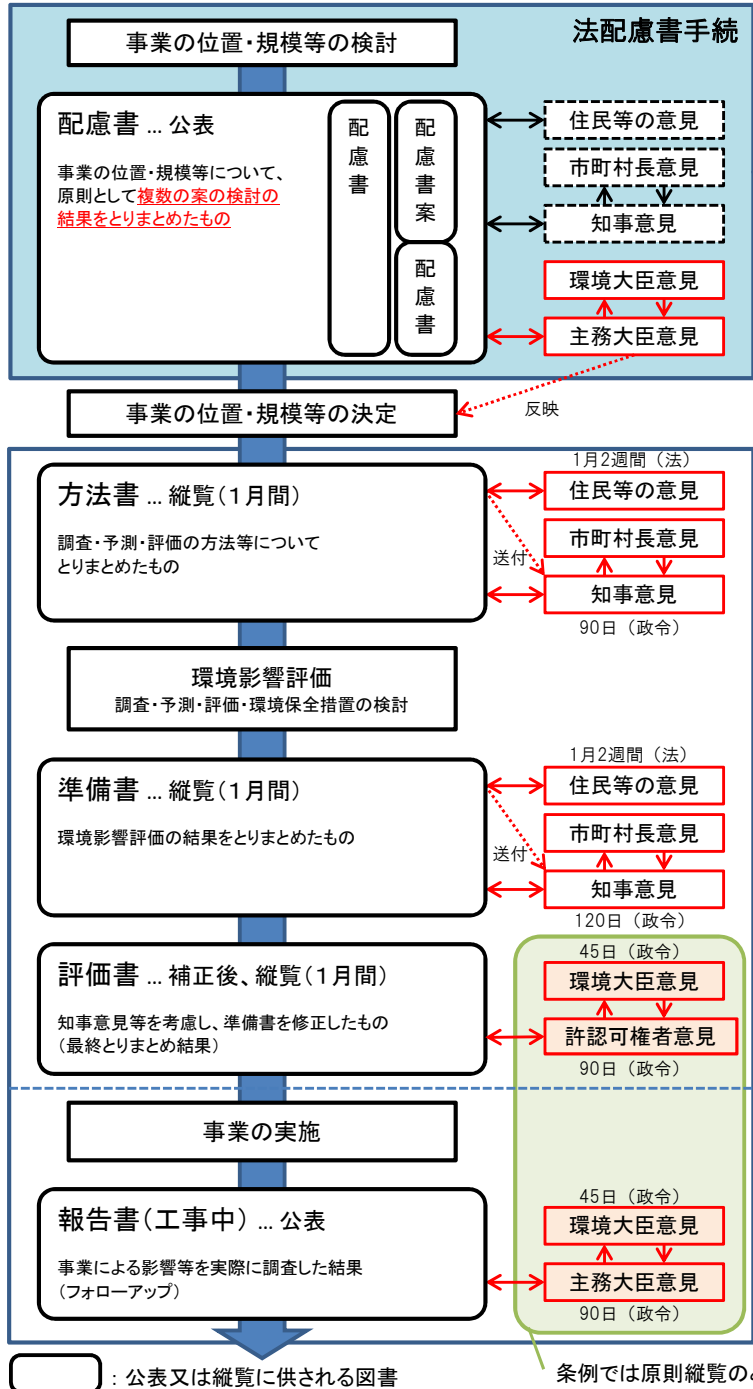 法配慮書手続
事業の位置・規模等の検討
配慮書 … 公表
事業の位置・規模等について、
原則として複数の案の検討の
結果をとりまとめたもの
配慮書
配慮書案
配慮書
住民等の意見
市町村長意見
知事意見
環境大臣意見
主務大臣意見
反映
事業の位置・規模等の決定
方法書 … 縦覧(1月間)
調査・予測・評価の方法等について
とりまとめたもの
1月2週間（法）
住民等の意見
市町村長意見
送付
知事意見
90日（政令）
環境影響評価
調査・予測・評価・環境保全措置の検討
準備書 … 縦覧(1月間)
環境影響評価の結果をとりまとめたもの
1月2週間（法）
住民等の意見
市町村長意見
送付
知事意見
120日（政令）
評価書 … 補正後、縦覧(1月間)
知事意見等を考慮し、準備書を修正したもの
(最終とりまとめ結果)
45日（政令）
環境大臣意見
許認可権者意見
90日（政令）
事業の実施
報告書(工事中) … 公表
事業による影響等を実際に調査した結果
(フォローアップ)
45日（政令）
環境大臣意見
主務大臣意見
90日（政令）
：公表又は縦覧に供される図書
条例では原則縦覧の